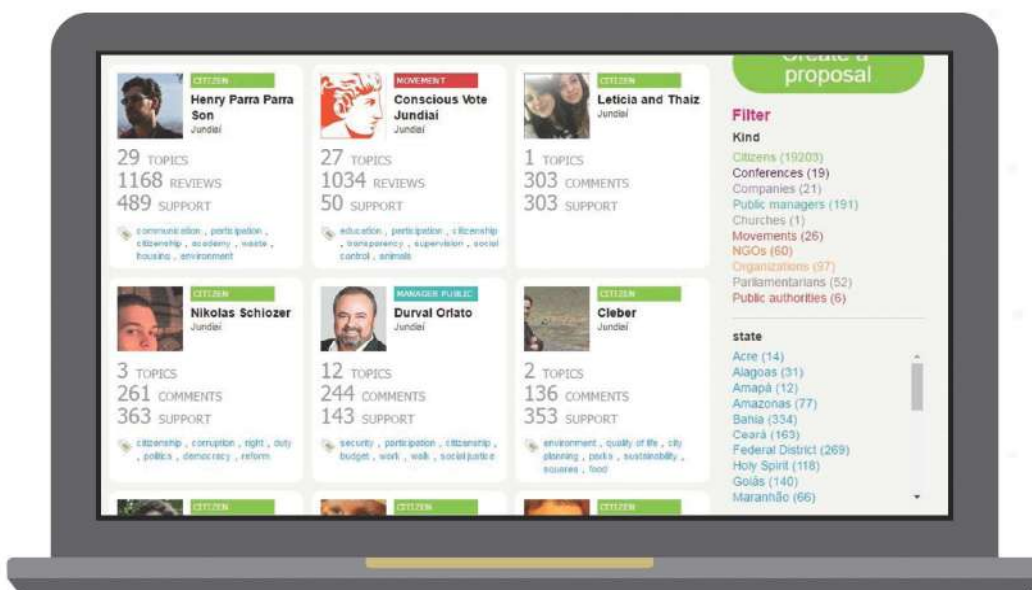 CITIZEN
Henry Parra Parra
Son
Jundiaí
29 TOPICS
1168 REVIEWS
489 SUPPORT
communication , participation ,
citizenship , academy , waste ,
housing , environment
MOVEMENT
Conscious Vote
Jundiaí
Jundiaí
27 TOPICS
1034 REVIEWS
50 SUPPORT
education , participation , citizenship
, transparency , supervision , social
control , animals
CITIZEN
Leticia and Thaiz
Jundiaí
1 TOPICS
303 COMMENTS
303 SUPPORT
CITIZEN
Nikolas Schiozer
Jundiaí
3 TOPICS
261 COMMENTS
363 SUPPORT
citizenship , corruption , right , duty
, politics , democracy , reform
MANAGER PUBLIC
Durval Orlato
Jundiaí
12 TOPICS
244 COMMENTS
143 SUPPORT
security , participation , citizenship ,
budget , work , walk , social justice
CITIZEN
Cleber
Jundiaí
2 TOPICS
136 COMMENTS
353 SUPPORT
environment , quality of life , city
planning , parks , sustainability ,
squares , food
CITIZEN
CITIZEN
CITIZEN
Create a
proposal
Filter
Kind
Citizens (19203)
Conferences (19)
Companies (21)
Public managers (191)
Churches (1)
Movements (26)
NGOs (60)
Organizations (97)
Parliamentarians (52)
Public authorities (6)
state
Acre (14)
Alagoas (31)
Amapá (12)
Amazonas (77)
Bahia (334)
Ceará (163)
Federal District (269)
Holy Spirit (118)
Goiás (140)
Maranhão (66)